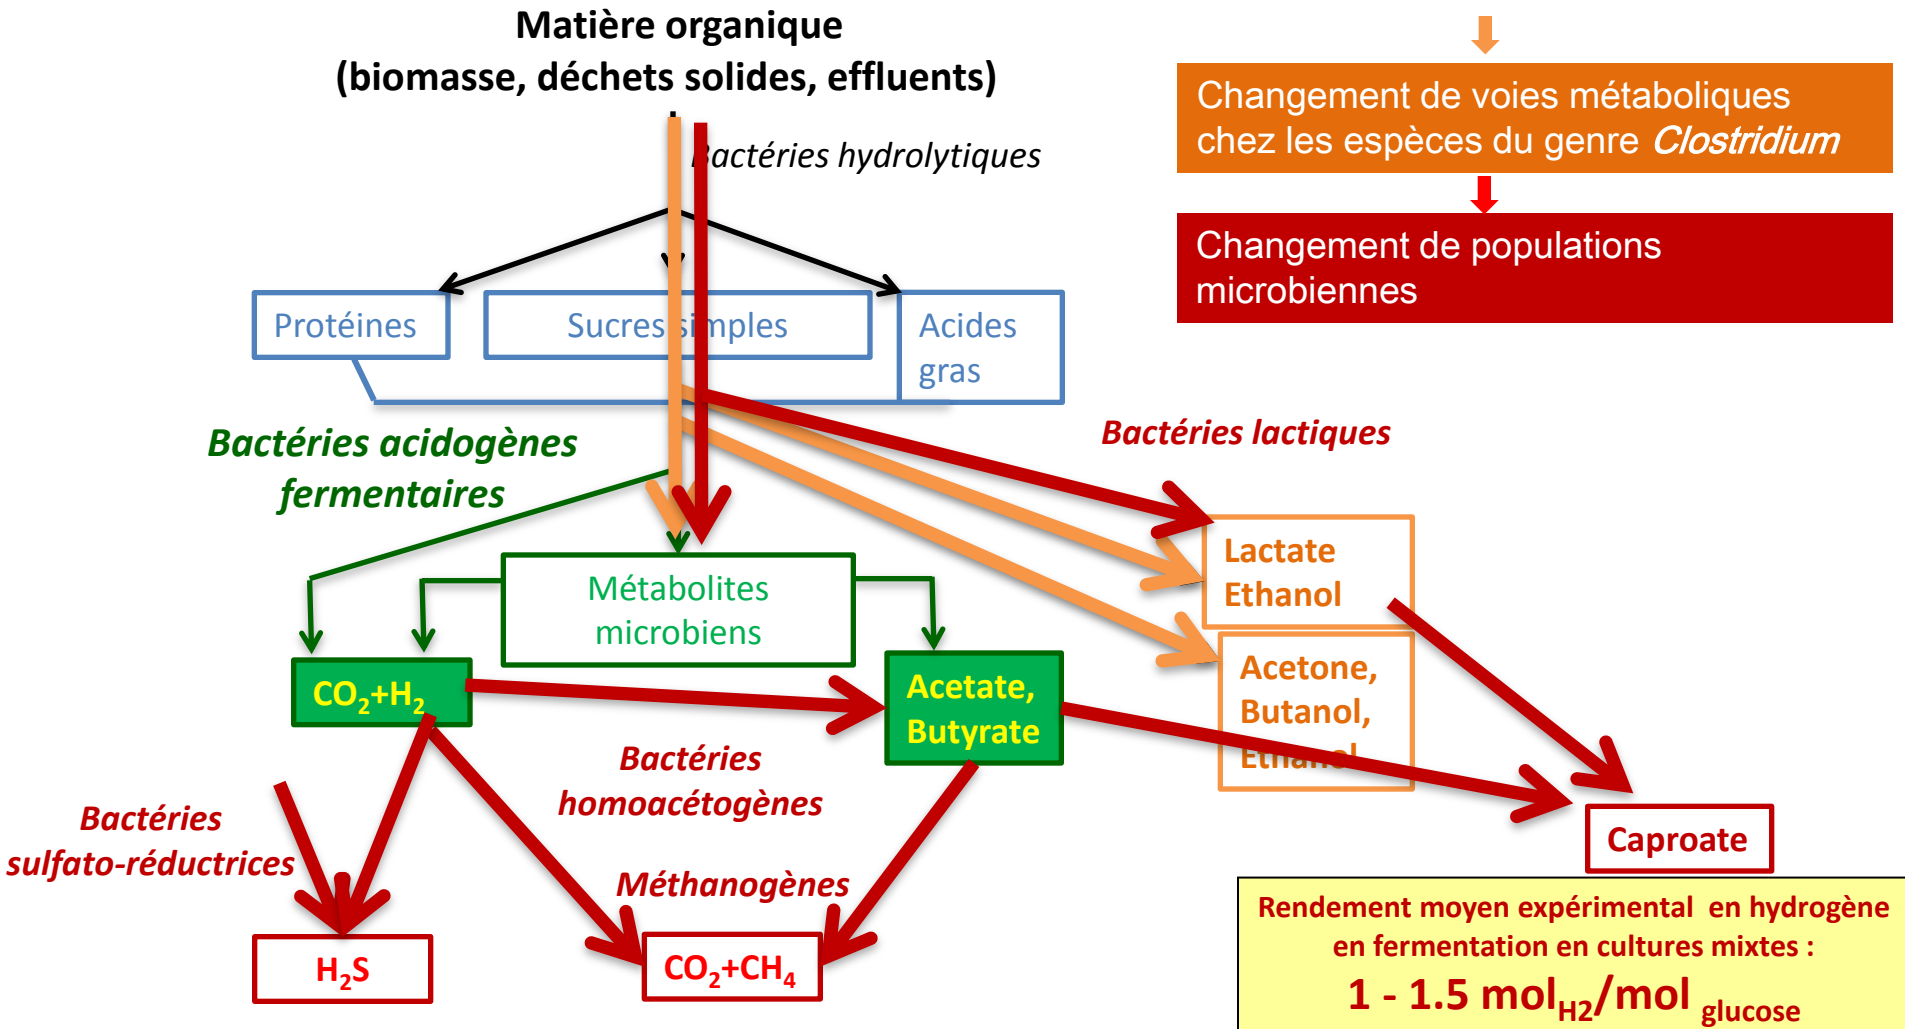 Matière organique
(biomasse, déchets solides, effluents)
Bactéries hydrolytiques
Changement de voies métaboliques
chez les espèces du genre Clostridium
Changement de populations
microbiennes
Protéines
Sucres simples
Acides
gras
Bactéries acidogènes
fermentaires
Bactéries lactiques
Lactate
Ethanol
Métabolites
microbiens
CO2+H2
Acetate,
Butyrate
Acetone,
Butanol,
Ethanol
Bactéries
homoacétogènes
Bactéries
sulfato-réductrices
Méthanogènes
Caproate
H2S
CO2+CH4
Rendement moyen expérimental en hydrogène
en fermentation en cultures mixtes :
1 - 1.5 molH2/mol glucose